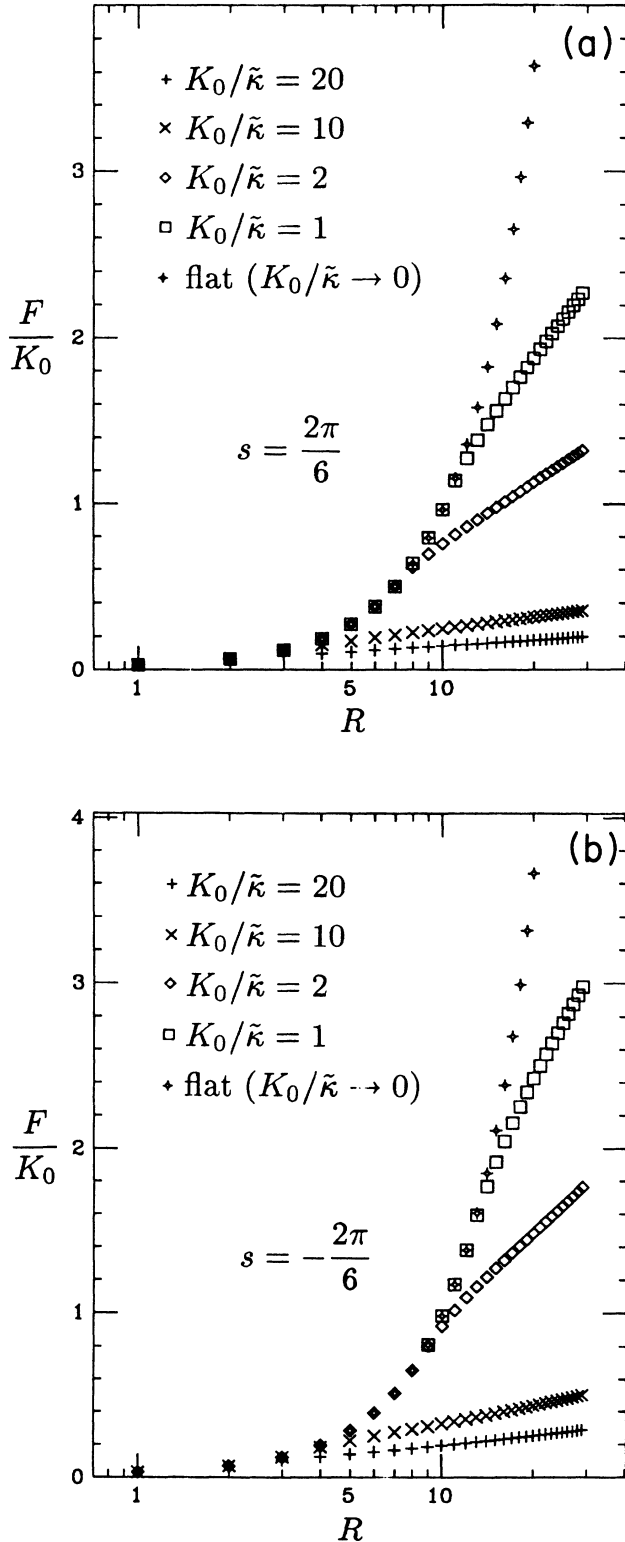 (a)
+ K₀/κ̃ = 20
× K₀/κ̃ = 10
◇ K₀/κ̃ = 2
□ K₀/κ̃ = 1
✦ flat (K₀/κ̃ → 0)
3
2
1
0
F/K₀
s = 2π/6
1 5 10
R
(b)
4
+ K₀/κ̃ = 20
× K₀/κ̃ = 10
◇ K₀/κ̃ = 2
□ K₀/κ̃ = 1
✦ flat (K₀/κ̃ → 0)
3
2
1
0
F/K₀
s = −2π/6
1 5 10
R